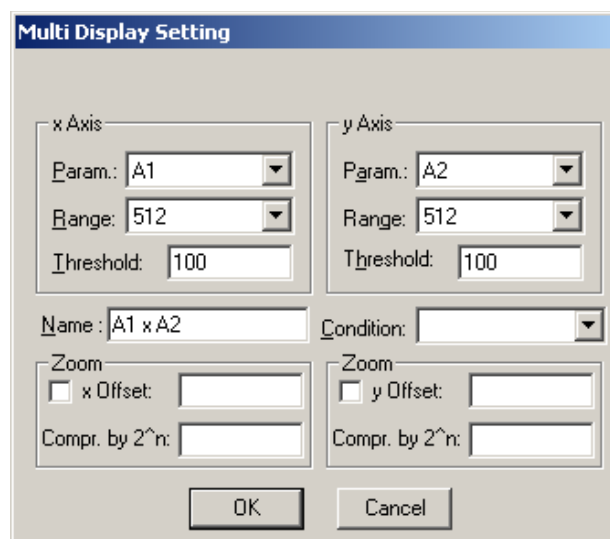 Multi Display Setting
x Axis
Param.: A1
Range: 512
Threshold: 100
y Axis
Param.: A2
Range: 512
Threshold: 100
Name : A1 x A2
Condition:
Zoom
x Offset:
Compr. by 2^n:
Zoom
y Offset:
Compr. by 2^n:
OK
Cancel